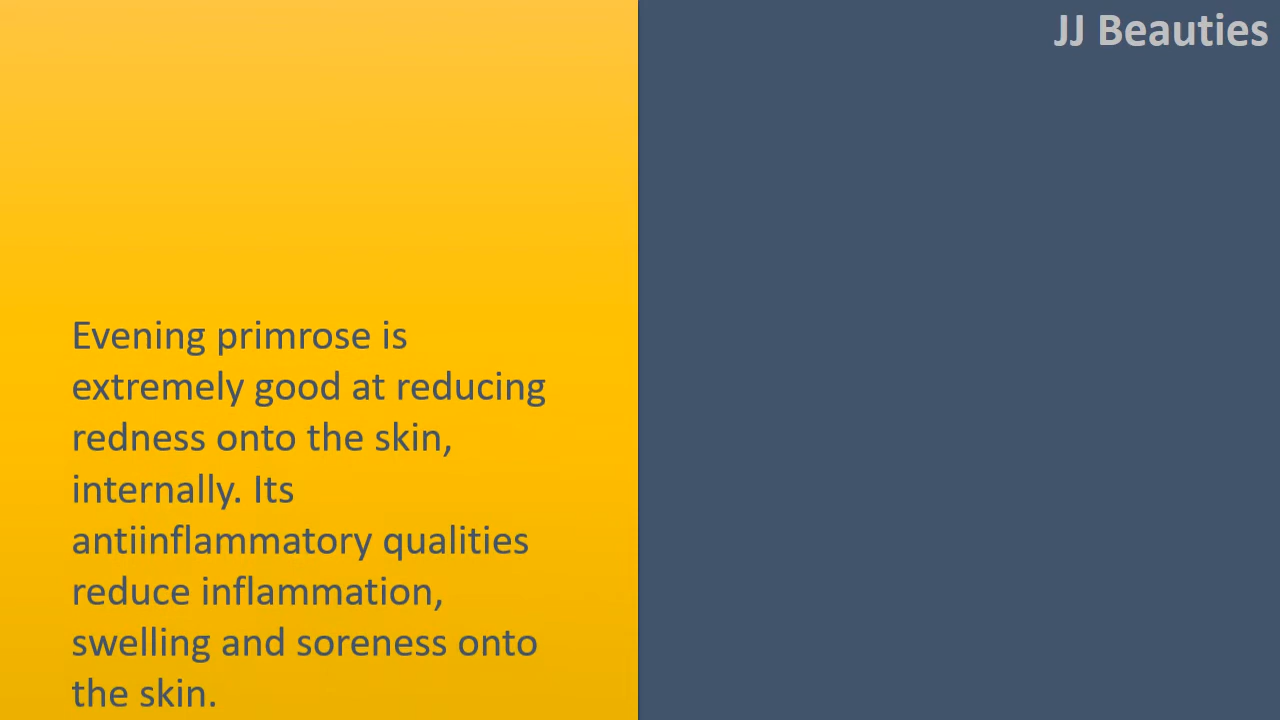 JJ Beauties
Evening primrose is
extremely good at reducing
redness onto the skin,
internally. Its
antiinflammatory qualities
reduce inflammation,
swelling and soreness onto
the skin.